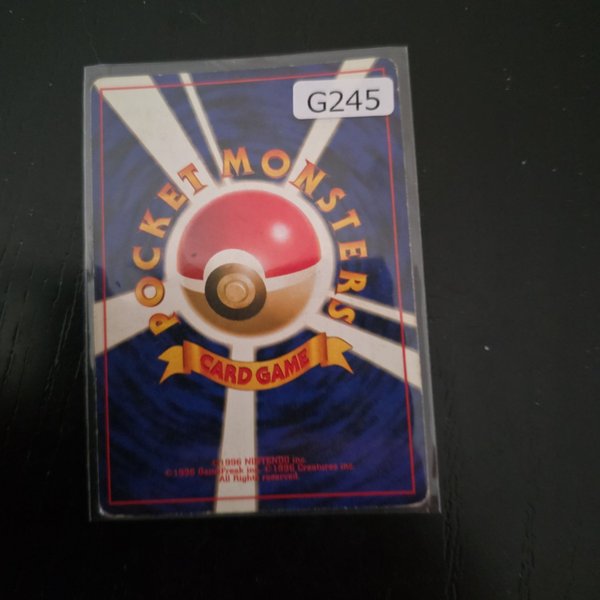 G245
POCKET MONSTERS
CARD GAME
©1996 NINTENDO inc.
©1996 GameFreak inc. ©1996 Creatures inc.
All Rights reserved.